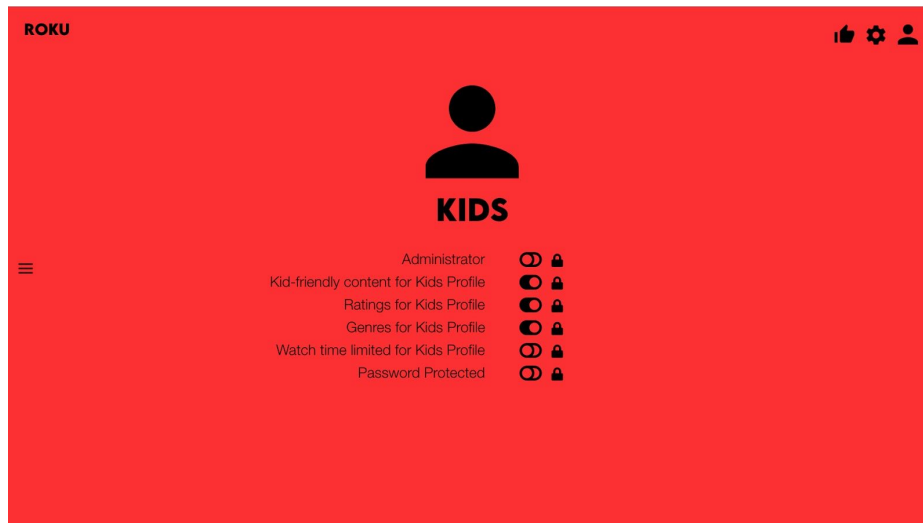 ROKU
KIDS
Administrator
Kid-friendly content for Kids Profile
Ratings for Kids Profile
Genres for Kids Profile
Watch time limited for Kids Profile
Password Protected